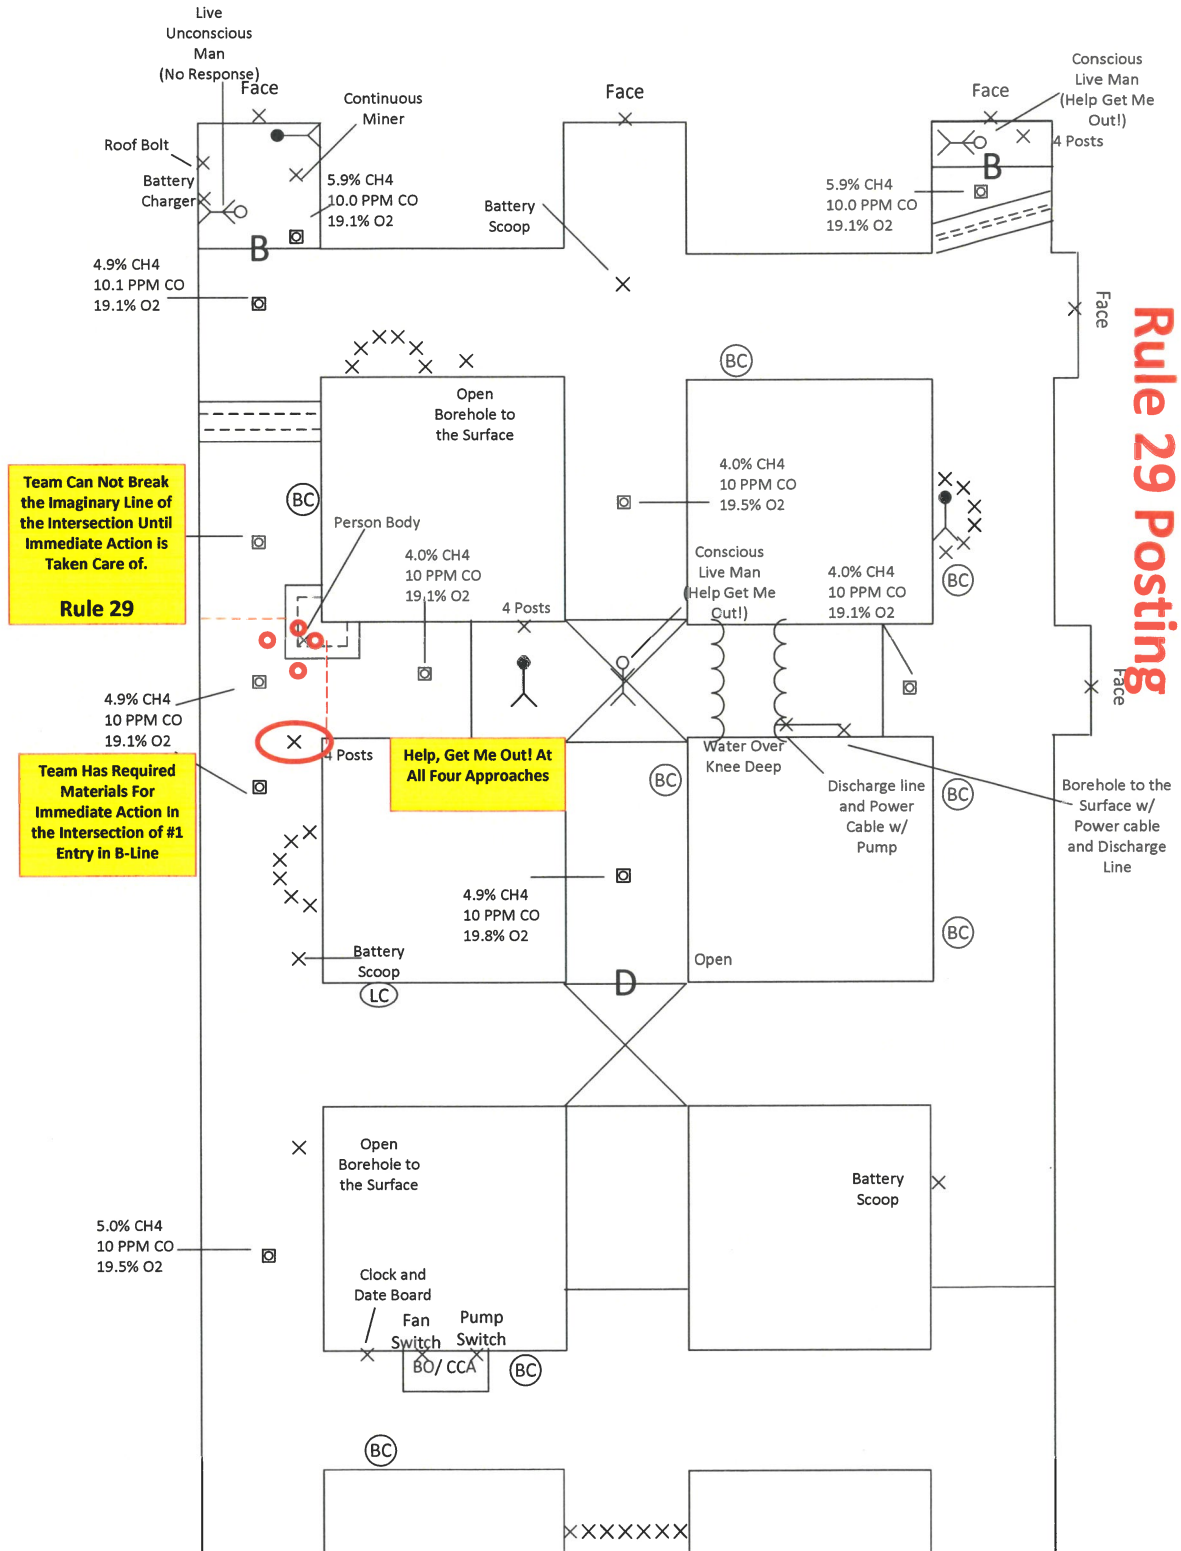 Live
Unconscious
Man
(No Response)
Face
Continuous
Miner
Roof Bolt
Battery
Charger
5.9% CH4
10.0 PPM CO
19.1% O2
B
4.9% CH4
10.1 PPM CO
19.1% O2
Face
Battery
Scoop
Face
Conscious
Live Man
(Help Get Me
Out!)
4 Posts
B
5.9% CH4
10.0 PPM CO
19.1% O2
Face
Rule 29 Posting
BC
Open
Borehole to
the Surface
4.0% CH4
10 PPM CO
19.5% O2
Team Can Not Break
the Imaginary Line of
the Intersection Until
Immediate Action is
Taken Care of.
Rule 29
BC
Person Body
4.0% CH4
10 PPM CO
19.1% O2
4 Posts
Conscious
Live Man
(Help Get Me
Out!)
4.0% CH4
10 PPM CO
19.1% O2
BC
Face
4.9% CH4
10 PPM CO
19.1% O2
4 Posts
Help, Get Me Out! At
All Four Approaches
Team Has Required
Materials For
Immediate Action In
the Intersection of #1
Entry in B-Line
BC
Water Over
Knee Deep
Discharge line
and Power
Cable w/
Pump
BC
Borehole to the
Surface w/
Power cable
and Discharge
Line
4.9% CH4
10 PPM CO
19.8% O2
Battery
Scoop
LC
D
Open
BC
Open
Borehole to
the Surface
Battery
Scoop
5.0% CH4
10 PPM CO
19.5% O2
Clock and
Date Board
Fan
Switch
Pump
Switch
BO/ CCA
BC
BC